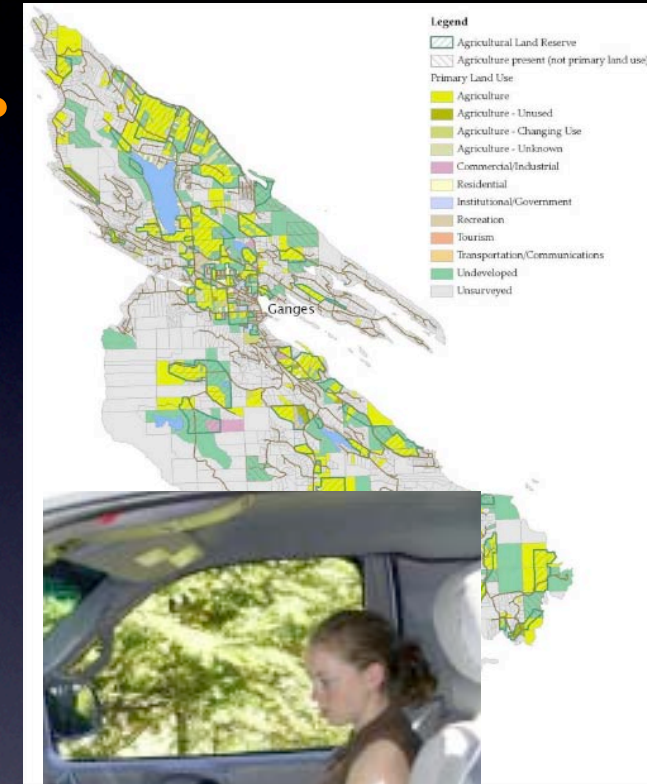 Legend
Agricultural Land Reserve
Agriculture present (not primary land use)
Primary Land Use
Agriculture
Agriculture - Unused
Agriculture - Changing Use
Agriculture - Unknown
Commercial/Industrial
Residential
Institutional/Government
Recreation
Tourism
Transportation/Communications
Undeveloped
Unsurveyed
Ganges